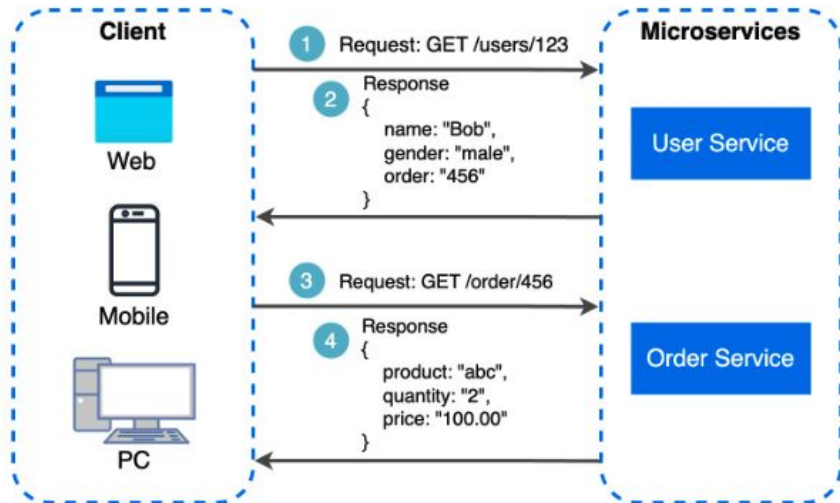 Client
Web
Mobile
PC
1 Request: GET /users/123
2 Response
{
name: "Bob",
gender: "male",
order: "456"
}
3 Request: GET /order/456
4 Response
{
product: "abc",
quantity: "2",
price: "100.00"
}
Microservices
User Service
Order Service